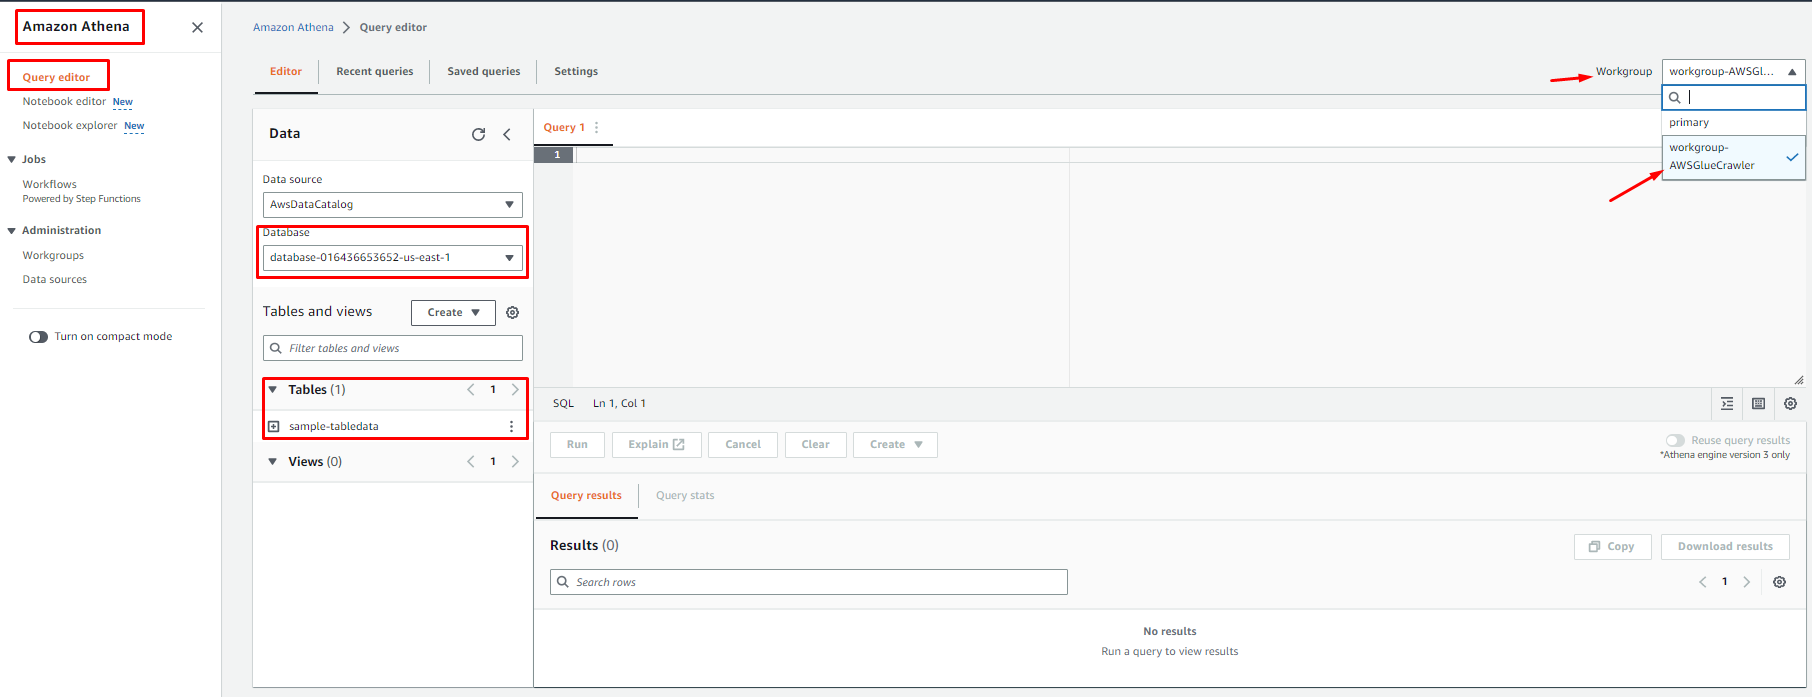 Amazon Athena
Query editor
Notebook editor New
Notebook explorer New
Jobs
Workflows
Powered by Step Functions
Administration
Workgroups
Data sources
Turn on compact mode
Amazon Athena > Query editor
Editor
Recent queries
Saved queries
Settings
Workgroup
workgroup-AWSGl...
primary
workgroup-
AWSGlueCrawler
Data
Data source
AwsDataCatalog
Database
database-016436653652-us-east-1
Tables and views
Create
Filter tables and views
Tables (1)
1
sample-tabledata
Views (0)
1
Query 1
1
SQL
Ln 1, Col 1
Run
Explain
Cancel
Clear
Create
Reuse query results
*Athena engine version 3 only
Query results
Query stats
Results (0)
Copy
Download results
Search rows
1
No results
Run a query to view results